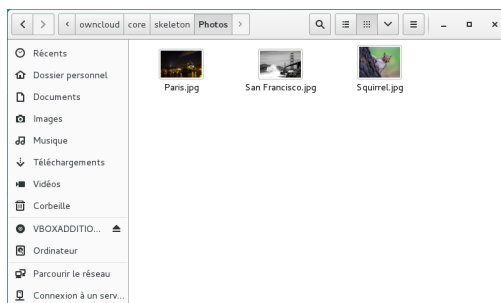 owncloud core skeleton Photos
Récents
Dossier personnel
Documents
Images
Musique
Téléchargements
Vidéos
Corbeille
VBOXADDITIO...
Ordinateur
Parcourir le réseau
Connexion à un serv...
Paris.jpg San Francisco.jpg Squirrel.jpg